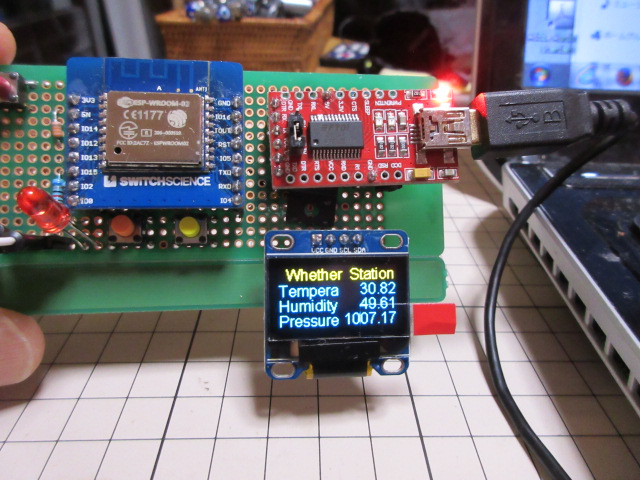 ESP-WROOM-02
CE1177
SWITCHSCIENCE
3V3
EN
IO14
IO12
IO13
IO15
IO2
IO0
GND
IO16
TOUT
RST
IO5
TXD
RXD
IO4
VCC GND SCL SDA
Whether Station
Tempera 30.82
Humidity 49.61
Pressure 1007.17